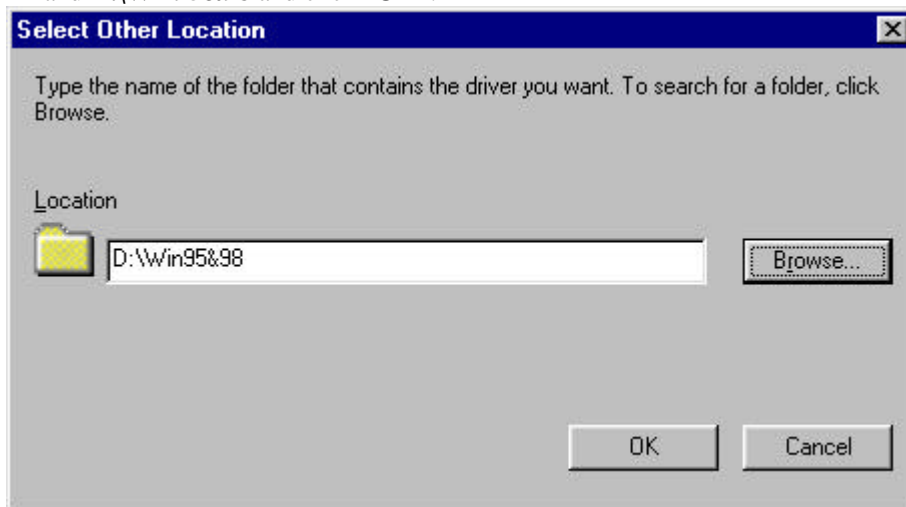 Select Other Location
Type the name of the folder that contains the driver you want. To search for a folder, click
Browse.
Location
D:\Win95&98
Browse...
OK
Cancel